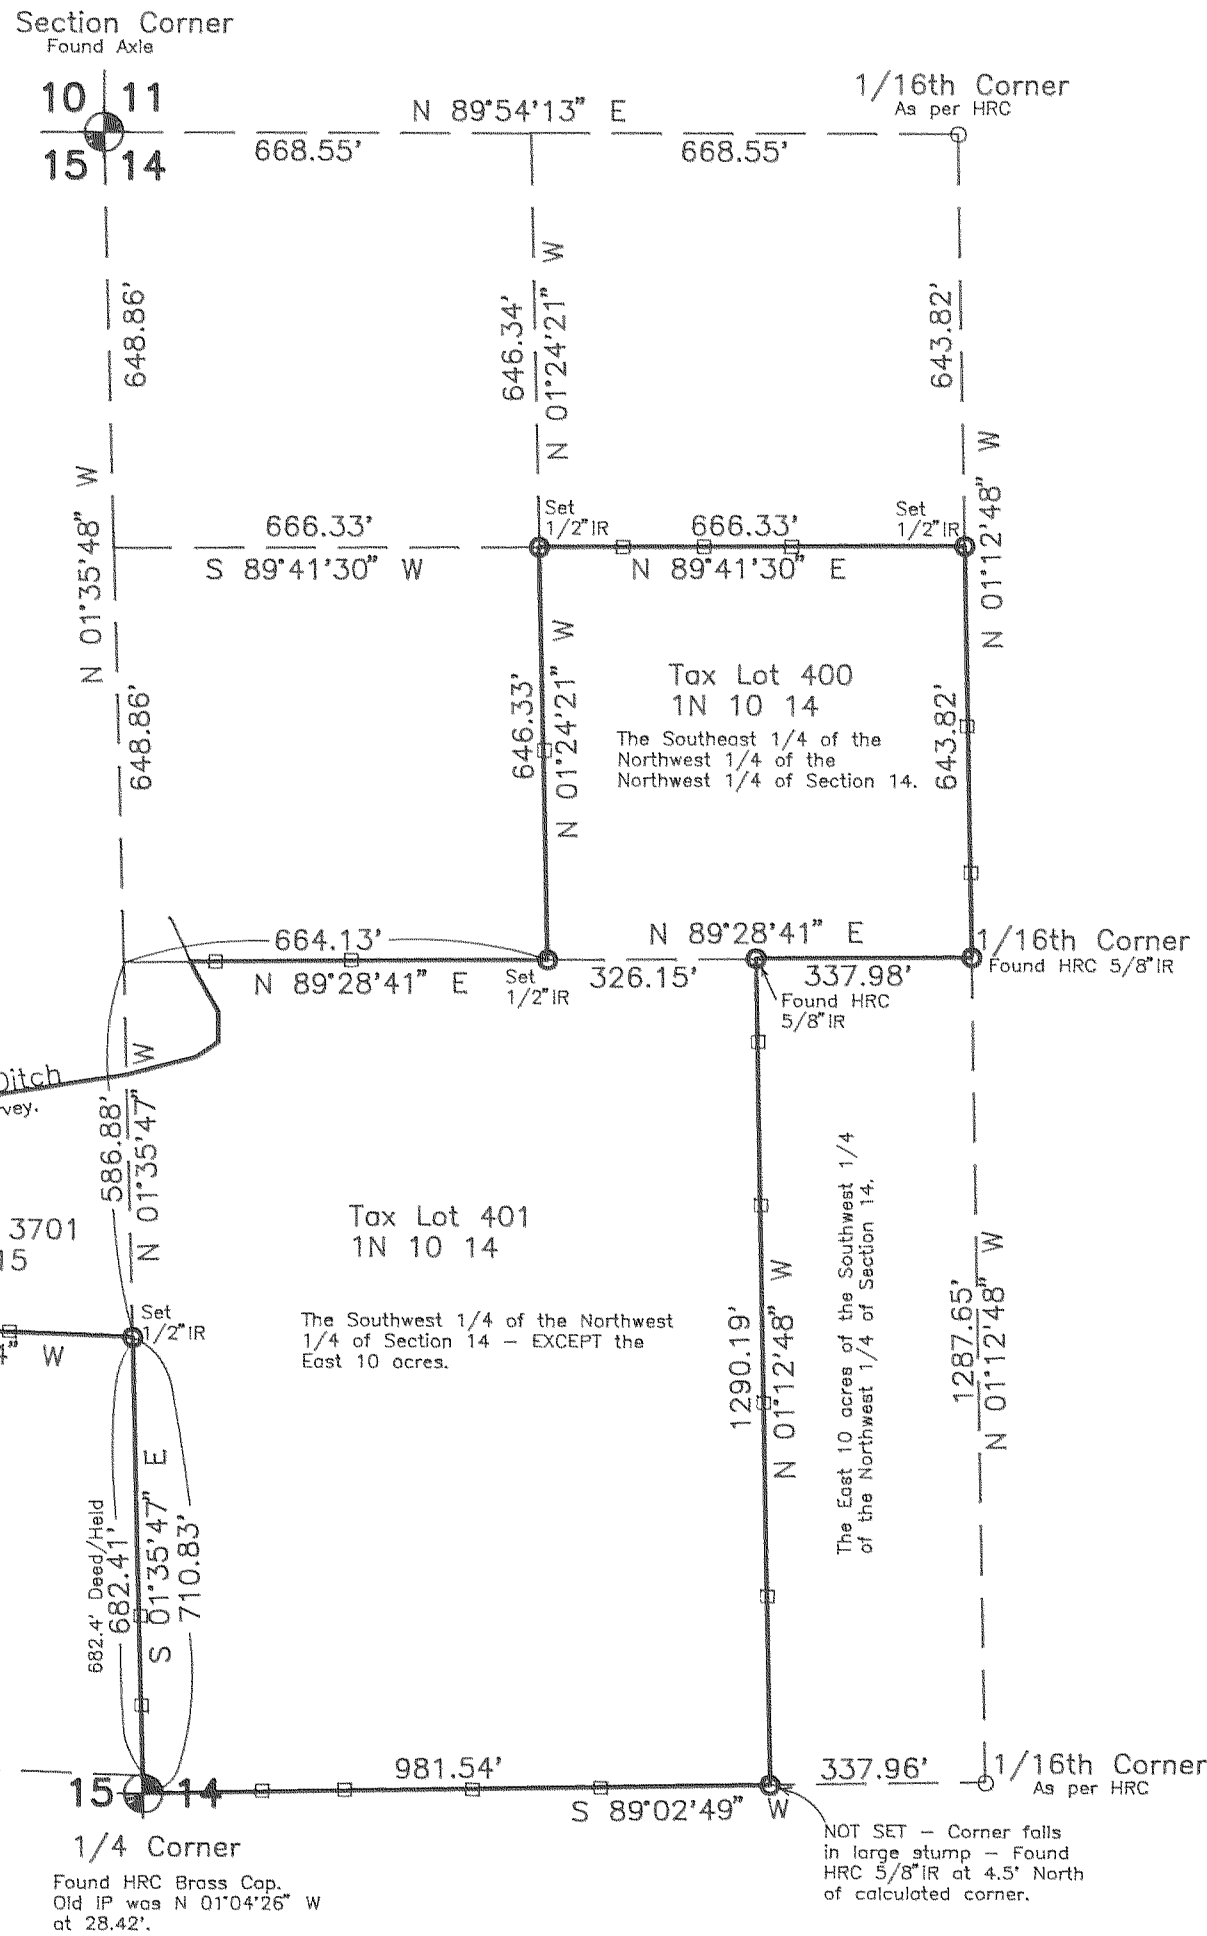 Section Corner
Found Axle
10 11
15 14
N 89°54'13" E
668.55'
668.55'
1/16th Corner
As per HRC
648.86'
646.34'
N 01°24'21" W
643.82'
N 01°35'48" W
N 01°12'48" W
666.33'
S 89°41'30" W
Set
1/2"IR
666.33'
N 89°41'30" E
Set
1/2"IR
648.86'
646.33'
N 01°24'21" W
Tax Lot 400
1N 10 14
The Southeast 1/4 of the
Northwest 1/4 of the
Northwest 1/4 of Section 14.
643.82'
664.13'
N 89°28'41" E
Set
1/2"IR
N 89°28'41" E
326.15'
337.98'
Found HRC
5/8"IR
1/16th Corner
Found HRC 5/8"IR
Ditch
vey.
586.88'
N 01°35'47" W
3701
15
Tax Lot 401
1N 10 14
The Southwest 1/4 of the Northwest
1/4 of Section 14 – EXCEPT the
East 10 acres.
Set
1/2"IR
4" W
1290.19'
N 01°12'48" W
The East 10 acres of the Southwest 1/4
of the Northwest 1/4 of Section 14.
1287.65'
N 01°12'48" W
682.4' Deed/Held
682.41'
S 01°35'47" E
710.83'
15 14
981.54'
S 89°02'49" W
337.96'
1/16th Corner
As per HRC
1/4 Corner
Found HRC Brass Cap.
Old IP was N 01°04'26" W
at 28.42'.
NOT SET – Corner falls
in large stump – Found
HRC 5/8"IR at 4.5' North
of calculated corner.